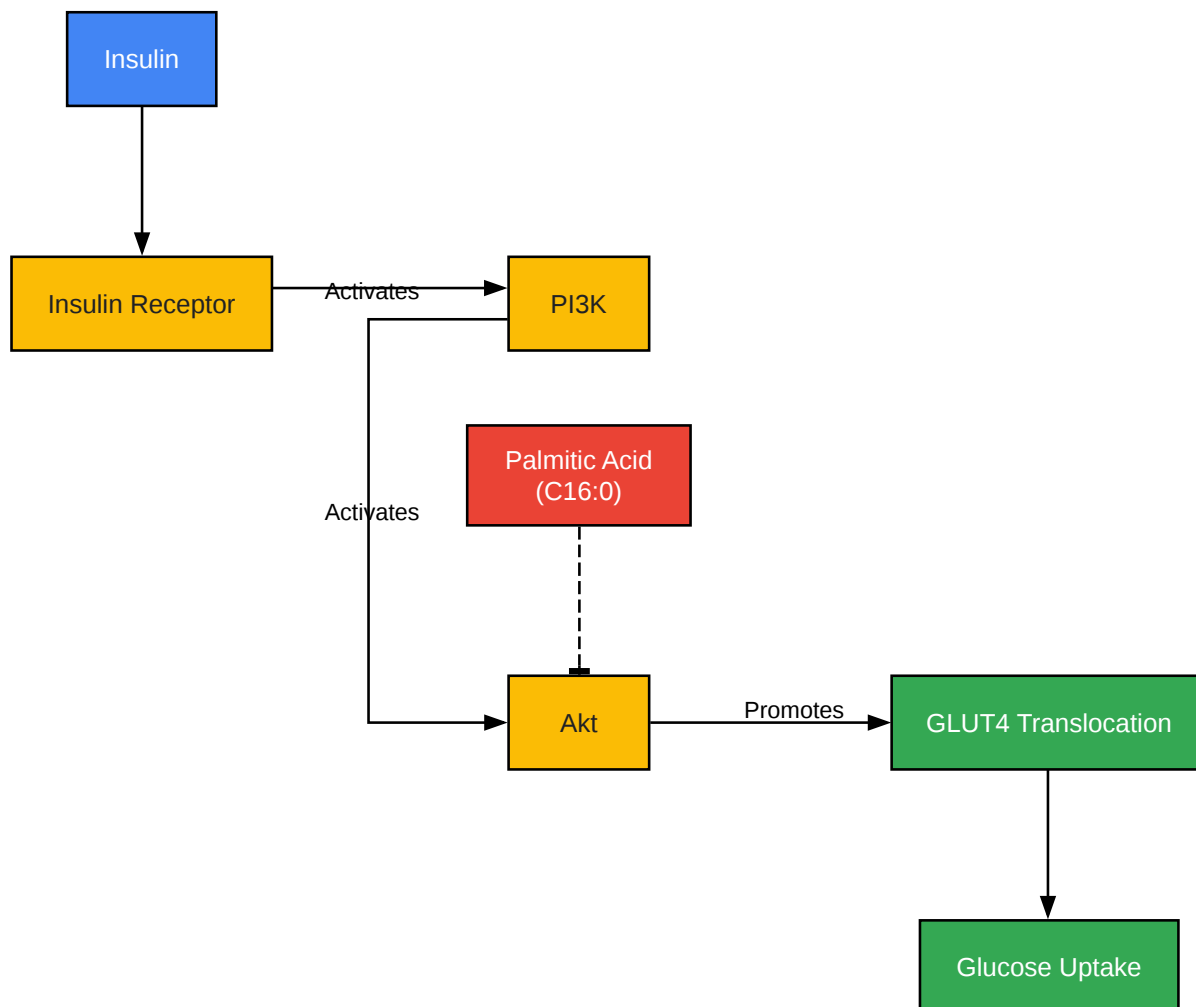 Insulin
Insulin Receptor
Activates
PI3K
Palmitic Acid
(C16:0)
Activates
Akt
Promotes
GLUT4 Translocation
Glucose Uptake